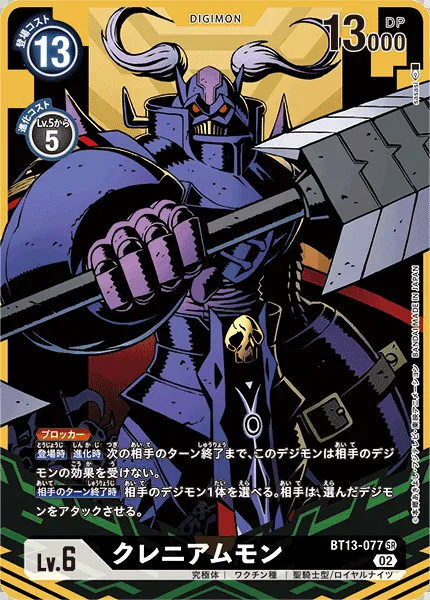 DIGIMON
登場コスト
13
13000
DP
進化コスト
Lv.5から
5
BANDAI MADE IN JAPAN
ブロッカー
登場時 進化時 次の相手のターン終了まで、このデジモンは相手のデジ
モンの効果を受けない。
相手のターン終了時 相手のデジモン1体を選べる。相手は、選んだデジモ
ンをアタックさせる。
Lv.6
クレニアムモン
BT13-077 SR
02
究極体 | ワクチン種 | 聖騎士型/ロイヤルナイツ